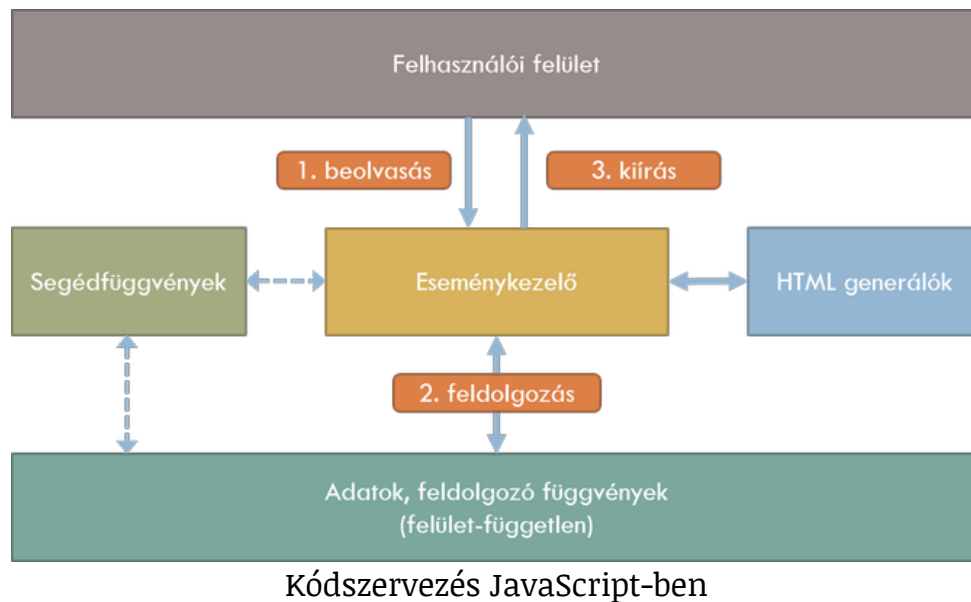 Felhasználói felület
1. beolvasás
3. kiírás
Segédfüggvények
Eseménykezelő
HTML generálók
2. feldolgozás
Adatok, feldolgozó függvények
(felület-független)
Kódszervezés JavaScript-ben